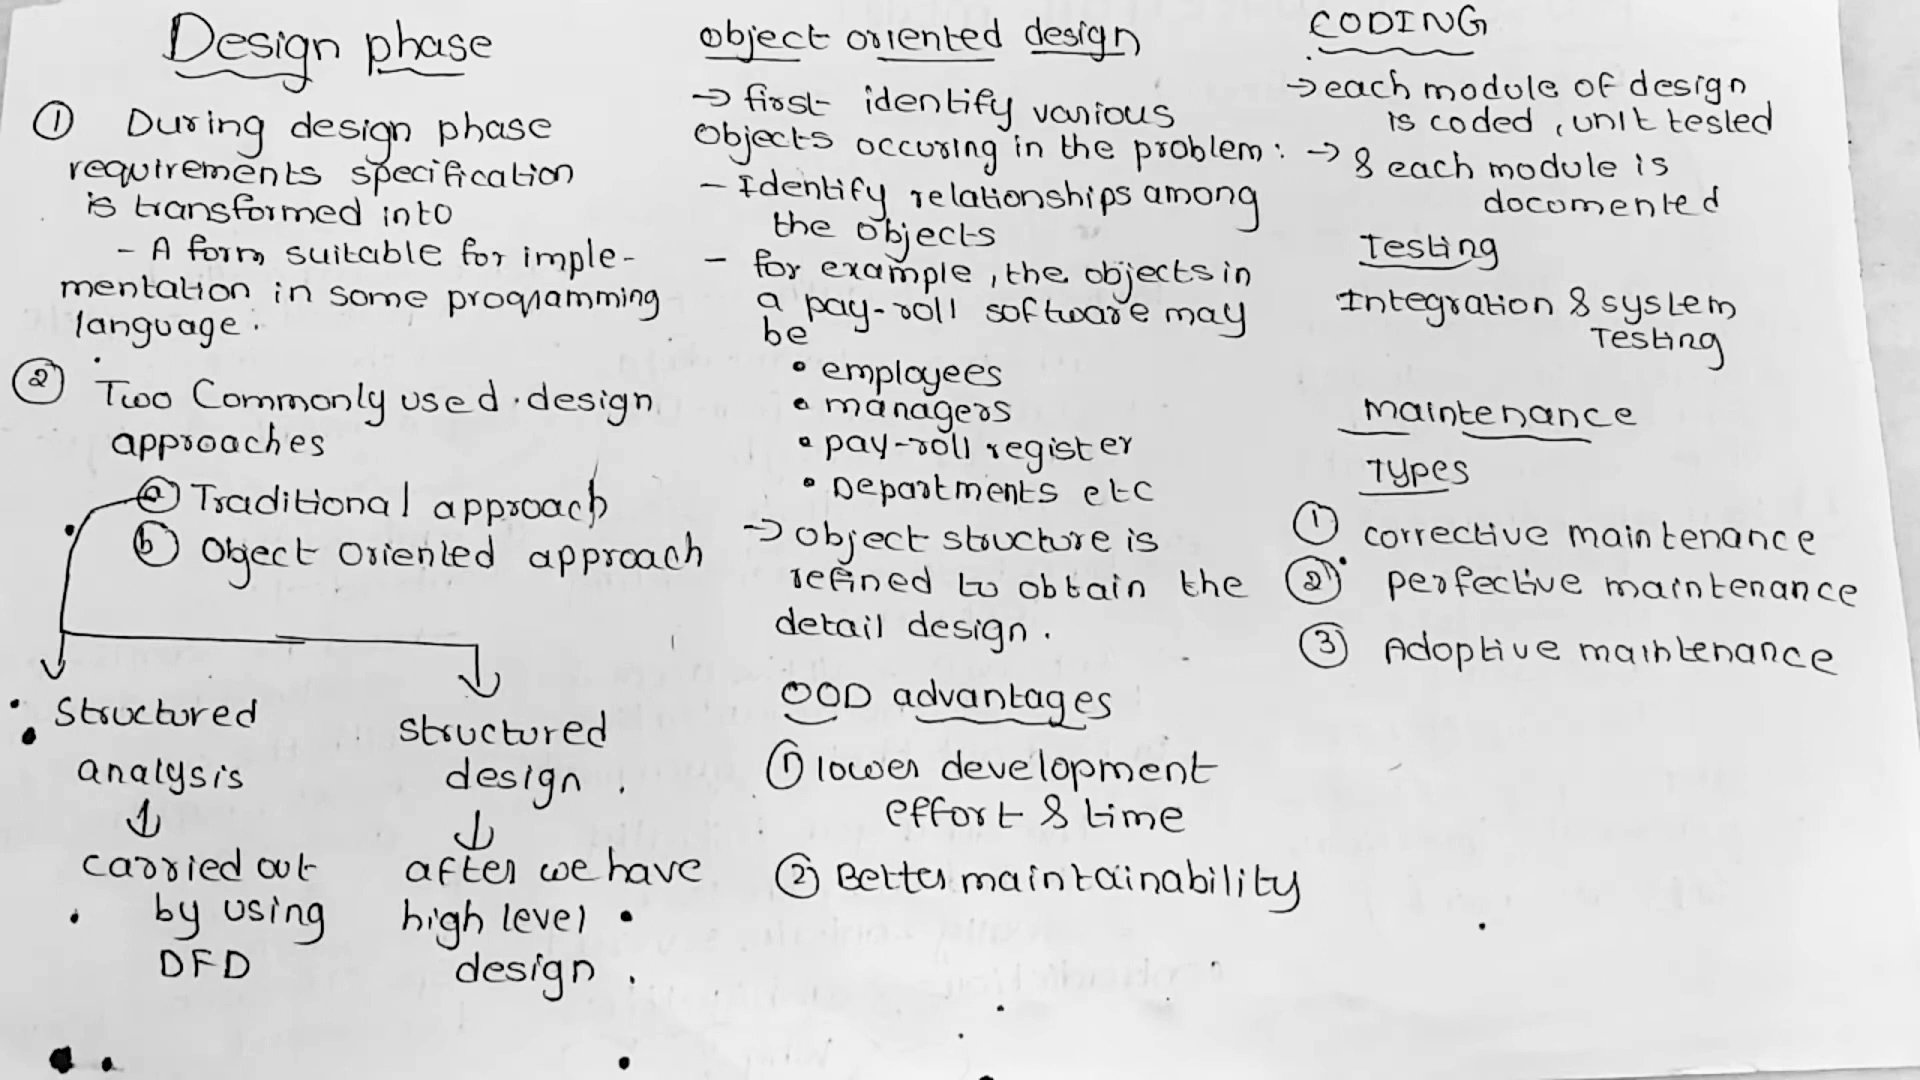 Design phase
① During design phase
requirements specification
is transformed into
- A form suitable for imple-
mentation in some programming
language.
② Two Commonly used design
approaches
ⓐ Traditional approach
ⓑ Object Oriented approach
Structured
analysis
↓
carried out
by using
DFD
Structured
design.
↓
after we have
high level
design.
object oriented design
→ first identify various
objects occuring in the problem:
- Identify relationships among
the objects
- for example, the objects in
a pay-roll software may
be
• employees
• managers
• pay-roll register
• Departments etc
→ object structure is
refined to obtain the
detail design.
OOD advantages
① lower development
effort & time
② Better maintainability
CODING
→ each module of design
is coded, unit tested
→ & each module is
documented
Testing
Integration & system
Testing
maintenance
Types
① corrective maintenance
② perfective maintenance
③ Adoptive maintenance